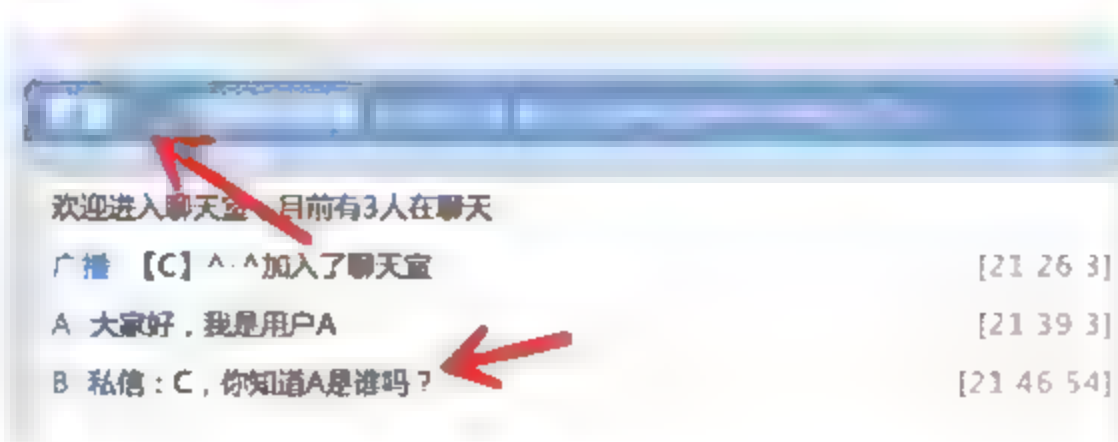 欢迎进入聊天室，目前有3人在聊天
广播 【C】^-^加入了聊天室 [21 26 3]
A 大家好，我是用户A [21 39 3]
B 私信：C，你知道A是谁吗？ [21 46 54]